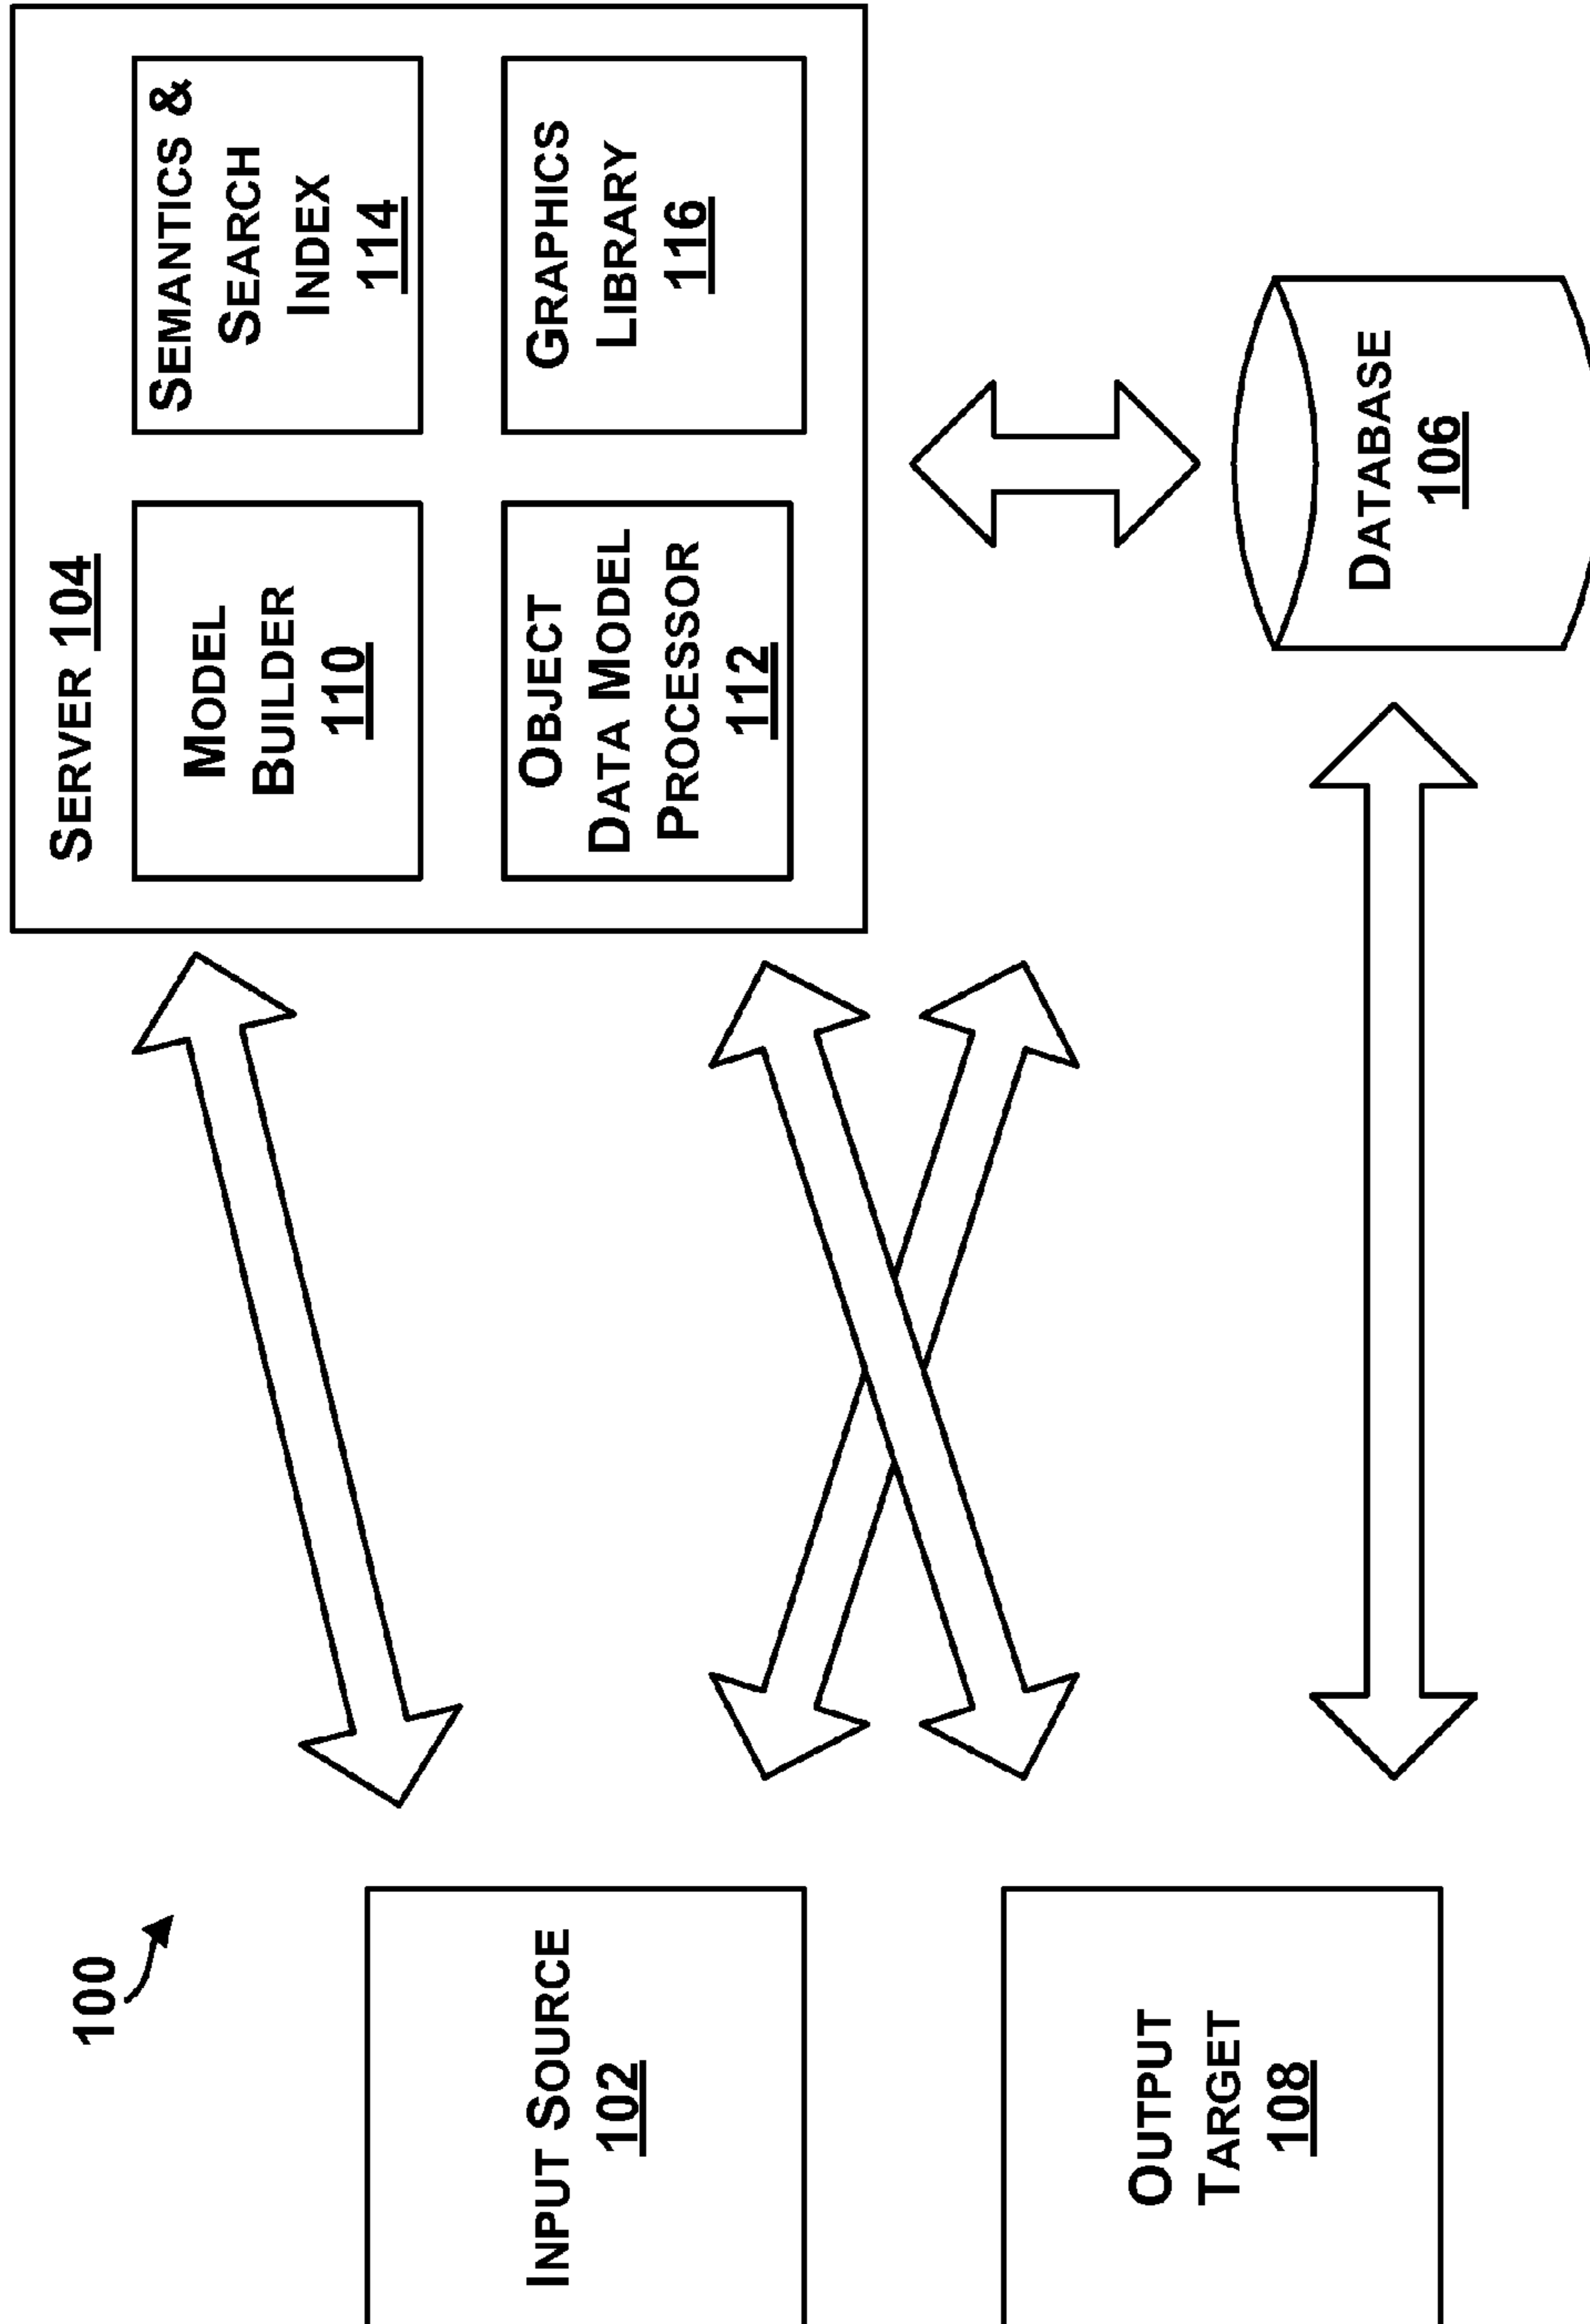 100
INPUT SOURCE
102
OUTPUT
TARGET
108
SERVER 104
MODEL
BUILDER
110
SEMANTICS &
SEARCH
INDEX
114
OBJECT
DATA MODEL
PROCESSOR
112
GRAPHICS
LIBRARY
116
DATABASE
106